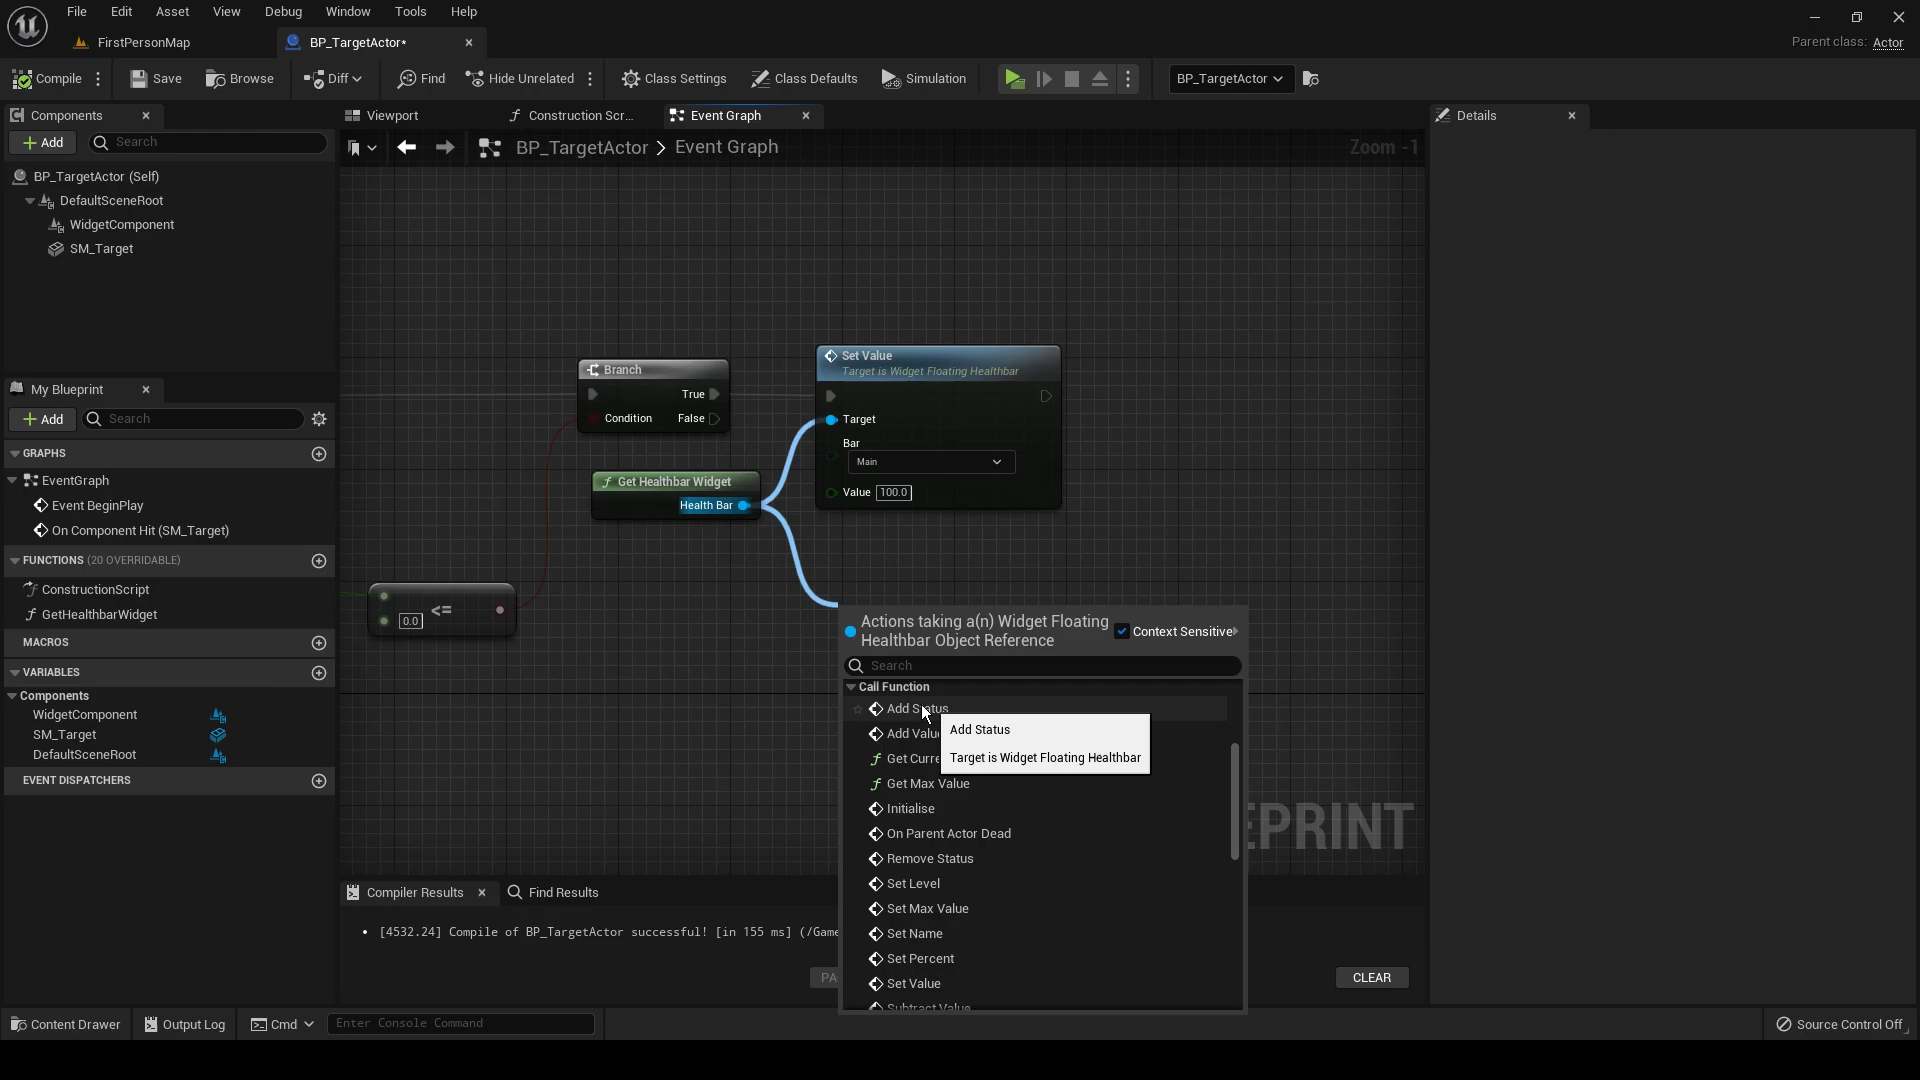 File Edit Asset View Debug Window Tools Help
FirstPersonMap
BP_TargetActor*
Parent class: Actor
Compile
Save
Browse
Diff
Find
Hide Unrelated
Class Settings
Class Defaults
Simulation
BP_TargetActor
Components
Add
Search
BP_TargetActor (Self)
DefaultSceneRoot
WidgetComponent
SM_Target
My Blueprint
Add
Search
GRAPHS
EventGraph
Event BeginPlay
On Component Hit (SM_Target)
FUNCTIONS (20 OVERRIDABLE)
ConstructionScript
GetHealthbarWidget
MACROS
VARIABLES
Components
WidgetComponent
SM_Target
DefaultSceneRoot
EVENT DISPATCHERS
Viewport
Construction Scr...
Event Graph
BP_TargetActor > Event Graph
Zoom -1
Branch
True
Condition
False
Get Healthbar Widget
Health Bar
<=
0.0
Set Value
Target is Widget Floating Healthbar
Target
Bar
Main
Value 100.0
Actions taking a(n) Widget Floating
Healthbar Object Reference
Context Sensitive
Search
Call Function
Add Status
Add Status
Target is Widget Floating Healthbar
Add Valu
Get Curre
Get Max Value
Initialise
On Parent Actor Dead
Remove Status
Set Level
Set Max Value
Set Name
Set Percent
Set Value
Subtract Value
EPRINT
Compiler Results
Find Results
[4532.24] Compile of BP_TargetActor successful! [in 155 ms] (/Game
PA
CLEAR
Details
Content Drawer
Output Log
Cmd
Enter Console Command
Source Control Off